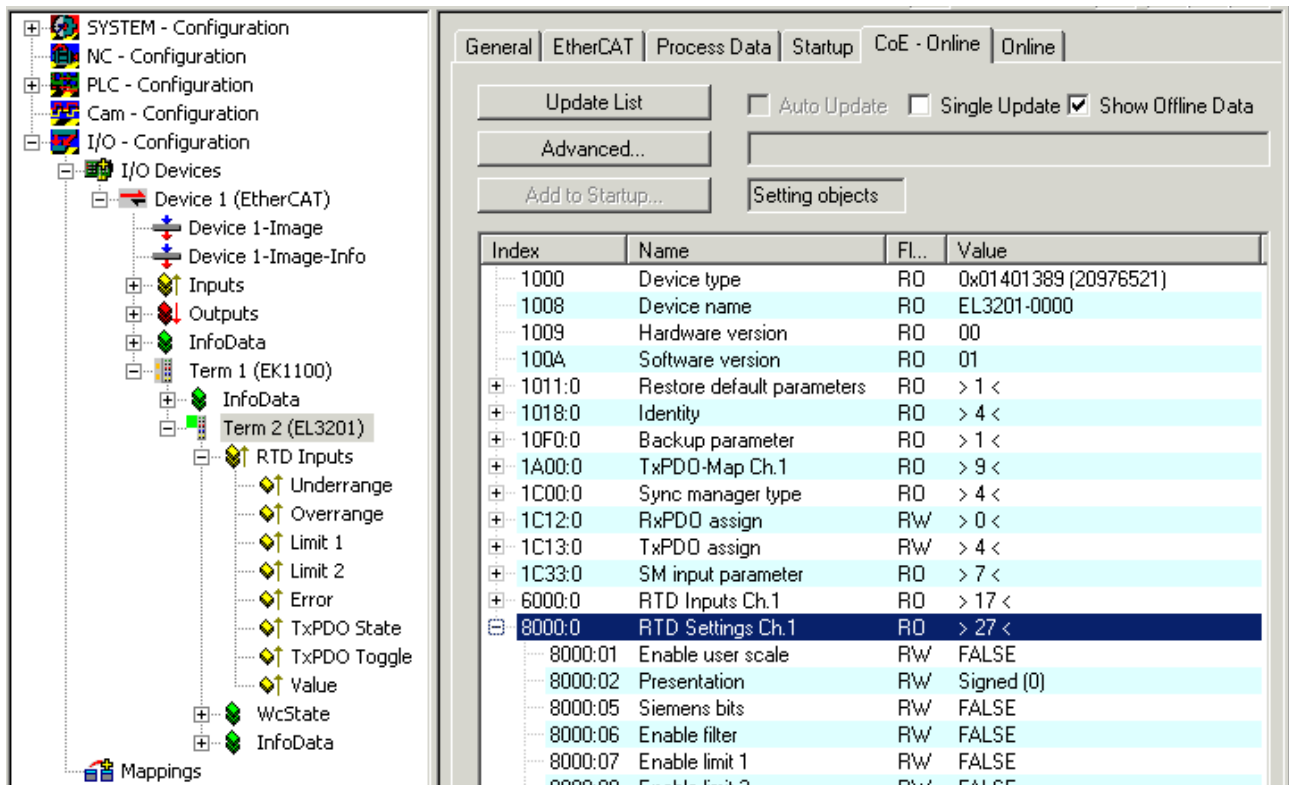 SYSTEM - Configuration
NC - Configuration
PLC - Configuration
Cam - Configuration
I/O - Configuration
I/O Devices
Device 1 (EtherCAT)
Device 1-Image
Device 1-Image-Info
Inputs
Outputs
InfoData
Term 1 (EK1100)
InfoData
Term 2 (EL3201)
RTD Inputs
Underrange
Overrange
Limit 1
Limit 2
Error
TxPDO State
TxPDO Toggle
Value
WcState
InfoData
Mappings
General EtherCAT Process Data Startup CoE - Online Online
Update List Auto Update Single Update Show Offline Data
Advanced...
Add to Startup... Setting objects
Index Name Fl... Value
1000 Device type RO 0x01401389 (20976521)
1008 Device name RO EL3201-0000
1009 Hardware version RO 00
100A Software version RO 01
1011:0 Restore default parameters RO > 1 <
1018:0 Identity RO > 4 <
10F0:0 Backup parameter RO > 1 <
1A00:0 TxPDO-Map Ch.1 RO > 9 <
1C00:0 Sync manager type RO > 4 <
1C12:0 RxPDO assign RW > 0 <
1C13:0 TxPDO assign RW > 4 <
1C33:0 SM input parameter RO > 7 <
6000:0 RTD Inputs Ch.1 RO > 17 <
8000:0 RTD Settings Ch.1 RO > 27 <
8000:01 Enable user scale RW FALSE
8000:02 Presentation RW Signed (0)
8000:05 Siemens bits RW FALSE
8000:06 Enable filter RW FALSE
8000:07 Enable limit 1 RW FALSE